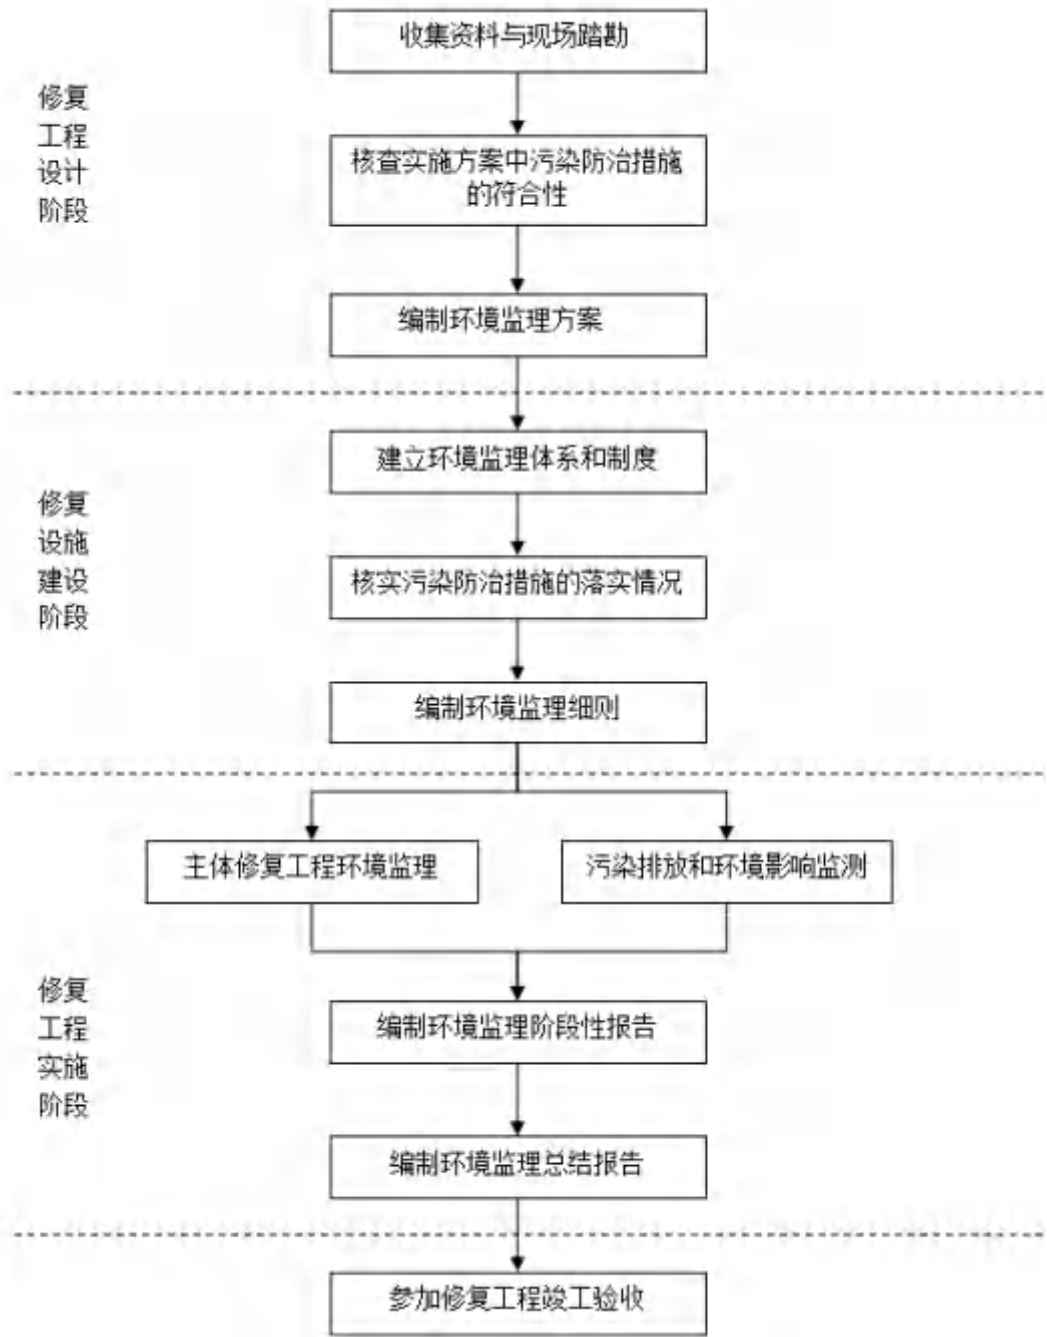 收集资料与现场踏勘
修复
工程
设计
阶段
核查实施方案中污染防治措施
的符合性
编制环境监理方案
建立环境监理体系和制度
修复
设施
建设
阶段
核实污染防治措施的落实情况
编制环境监理细则
主体修复工程环境监理
污染排放和环境影响监测
修复
工程
实施
阶段
编制环境监理阶段性报告
编制环境监理总结报告
参加修复工程竣工验收